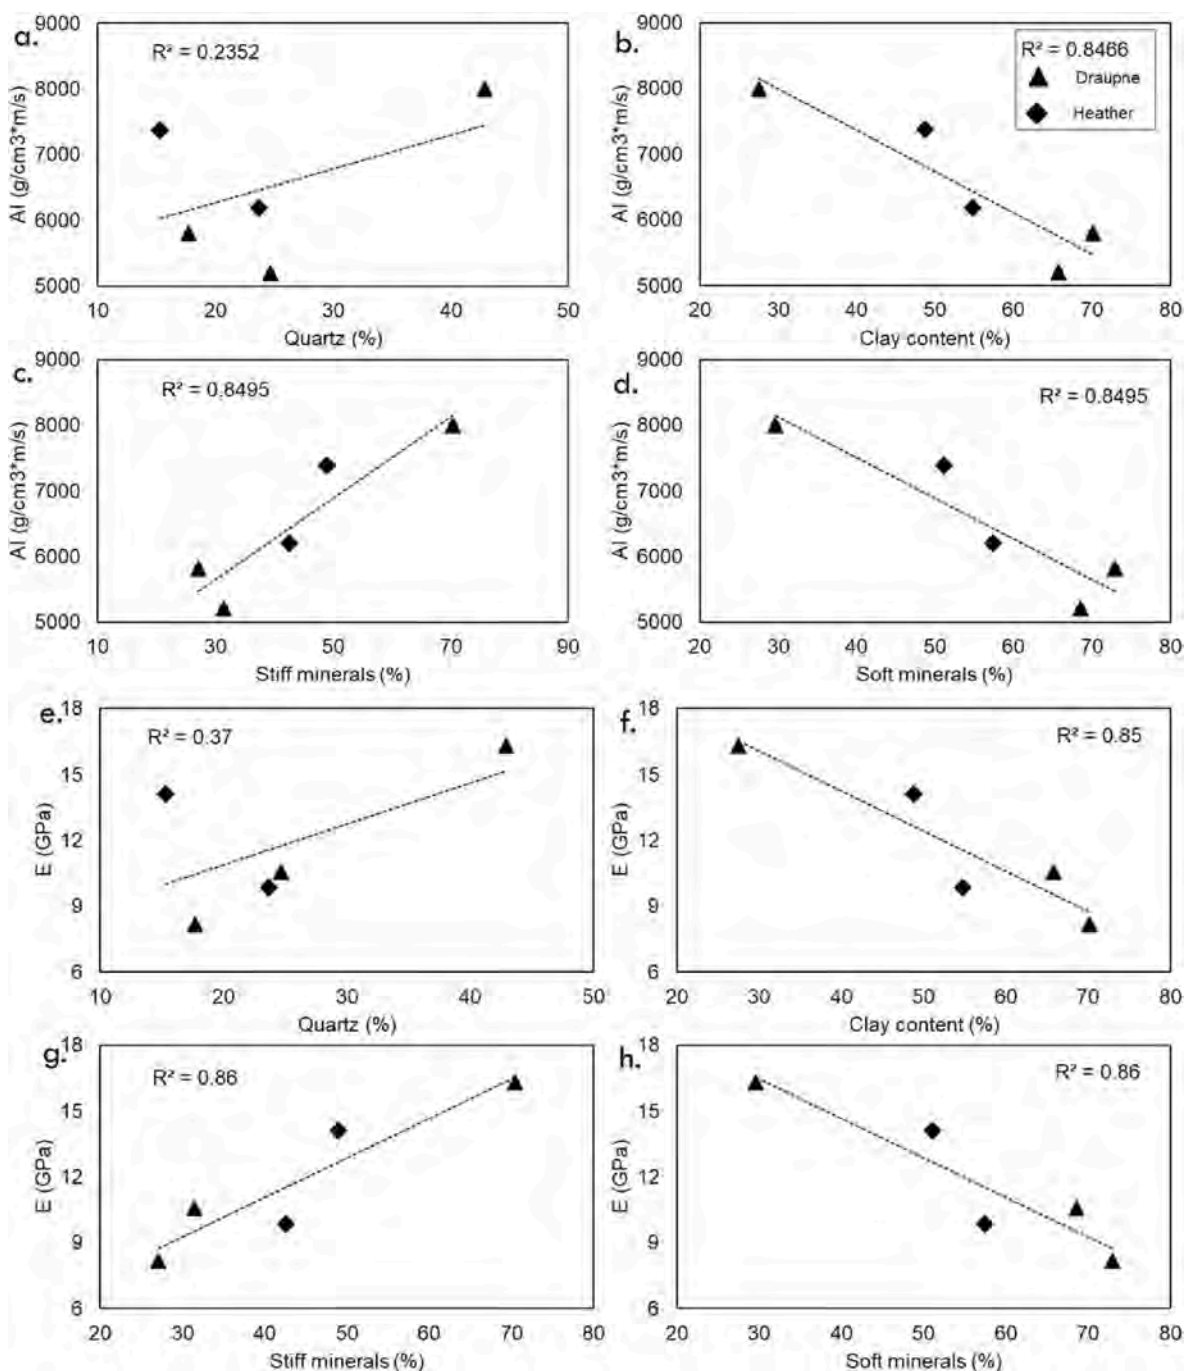 a.
R² = 0.2352
9000
8000
7000
6000
5000
AI (g/cm3*m/s)
10 20 30 40 50
Quartz (%)
b.
R² = 0.8466
Draupne
Heather
9000
8000
7000
6000
5000
AI (g/cm3*m/s)
20 30 40 50 60 70 80
Clay content (%)
c.
R² = 0.8495
9000
8000
7000
6000
5000
AI (g/cm3*m/s)
10 30 50 70 90
Stiff minerals (%)
d.
R² = 0.8495
9000
8000
7000
6000
5000
AI (g/cm3*m/s)
20 30 40 50 60 70 80
Soft minerals (%)
e.
R² = 0.37
18
15
12
9
6
E (GPa)
10 20 30 40 50
Quartz (%)
f.
R² = 0.85
18
15
12
9
6
E (GPa)
20 30 40 50 60 70 80
Clay content (%)
g.
R² = 0.86
18
15
12
9
6
E (GPa)
20 30 40 50 60 70 80
Stiff minerals (%)
h.
R² = 0.86
18
15
12
9
6
E (GPa)
20 30 40 50 60 70 80
Soft minerals (%)